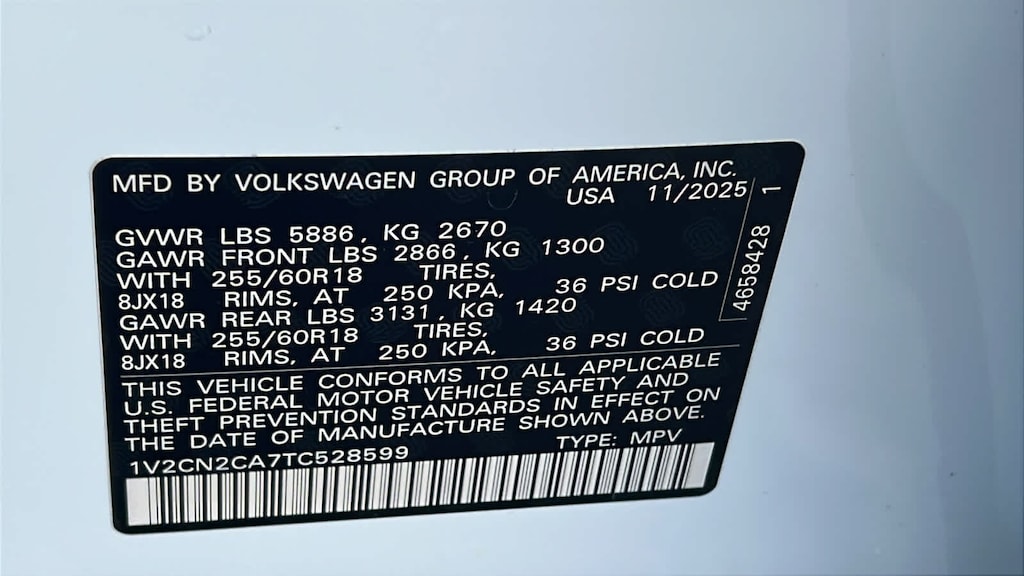 MFD BY VOLKSWAGEN GROUP OF AMERICA, INC.
USA 11/2025
1
4658428
GVWR LBS 5886, KG 2670
GAWR FRONT LBS 2866, KG 1300
WITH 255/60R18 TIRES,
8JX18 RIMS, AT 250 KPA, 36 PSI COLD
GAWR REAR LBS 3131, KG 1420
WITH 255/60R18 TIRES,
8JX18 RIMS, AT 250 KPA, 36 PSI COLD
THIS VEHICLE CONFORMS TO ALL APPLICABLE
U.S. FEDERAL MOTOR VEHICLE SAFETY AND
THEFT PREVENTION STANDARDS IN EFFECT ON
THE DATE OF MANUFACTURE SHOWN ABOVE.
1V2CN2CA7TC528599 TYPE: MPV